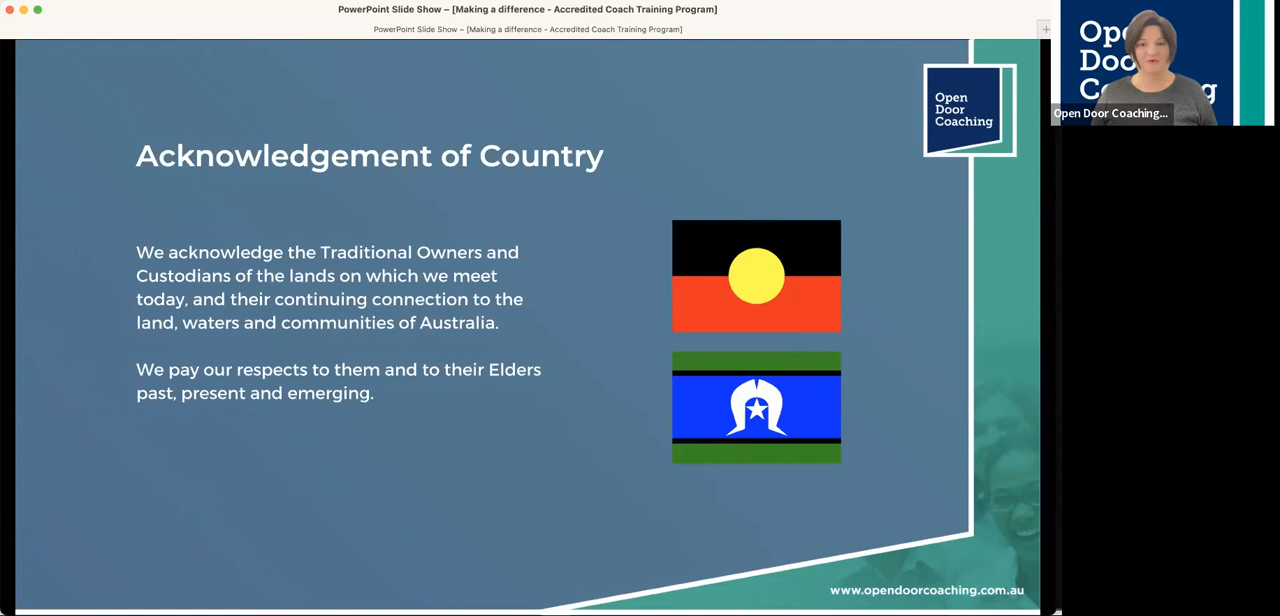 PowerPoint Slide Show – [Making a difference - Accredited Coach Training Program]
PowerPoint Slide Show – [Making a difference - Accredited Coach Training Program]
Open
Door
Coaching
Acknowledgement of Country
We acknowledge the Traditional Owners and
Custodians of the lands on which we meet
today, and their continuing connection to the
land, waters and communities of Australia.
We pay our respects to them and to their Elders
past, present and emerging.
www.opendoorcoaching.com.au
Open Door Coaching...